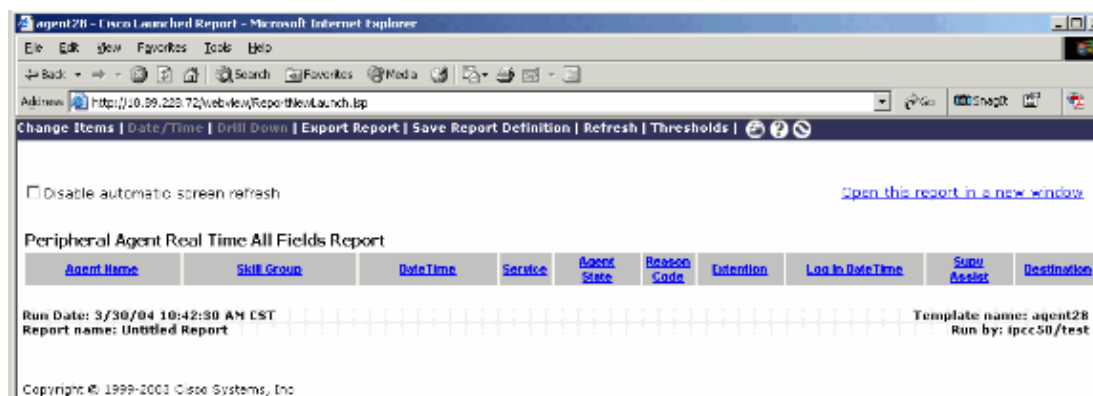 agent28 - Cisco Launched Report - Microsoft Internet Explorer
File Edit View Favorites Tools Help
Back Search Favorites Media
Address http://10.89.228.72/webview/ReportNewLaunch.jsp Go SnagIt
Change Items | Date/Time | Drill Down | Export Report | Save Report Definition | Refresh | Thresholds |
Disable automatic screen refresh Open this report in a new window
Peripheral Agent Real Time All Fields Report
Agent Name Skill Group DateTime Service Agent State Reason Code Extention Log In DateTime Supv Assist Destination
Run Date: 3/30/04 10:42:30 AM CST Template name: agent28
Report name: Untitled Report Run by: ipcc50/test
Copyright © 1999-2003 Cisco Systems, Inc